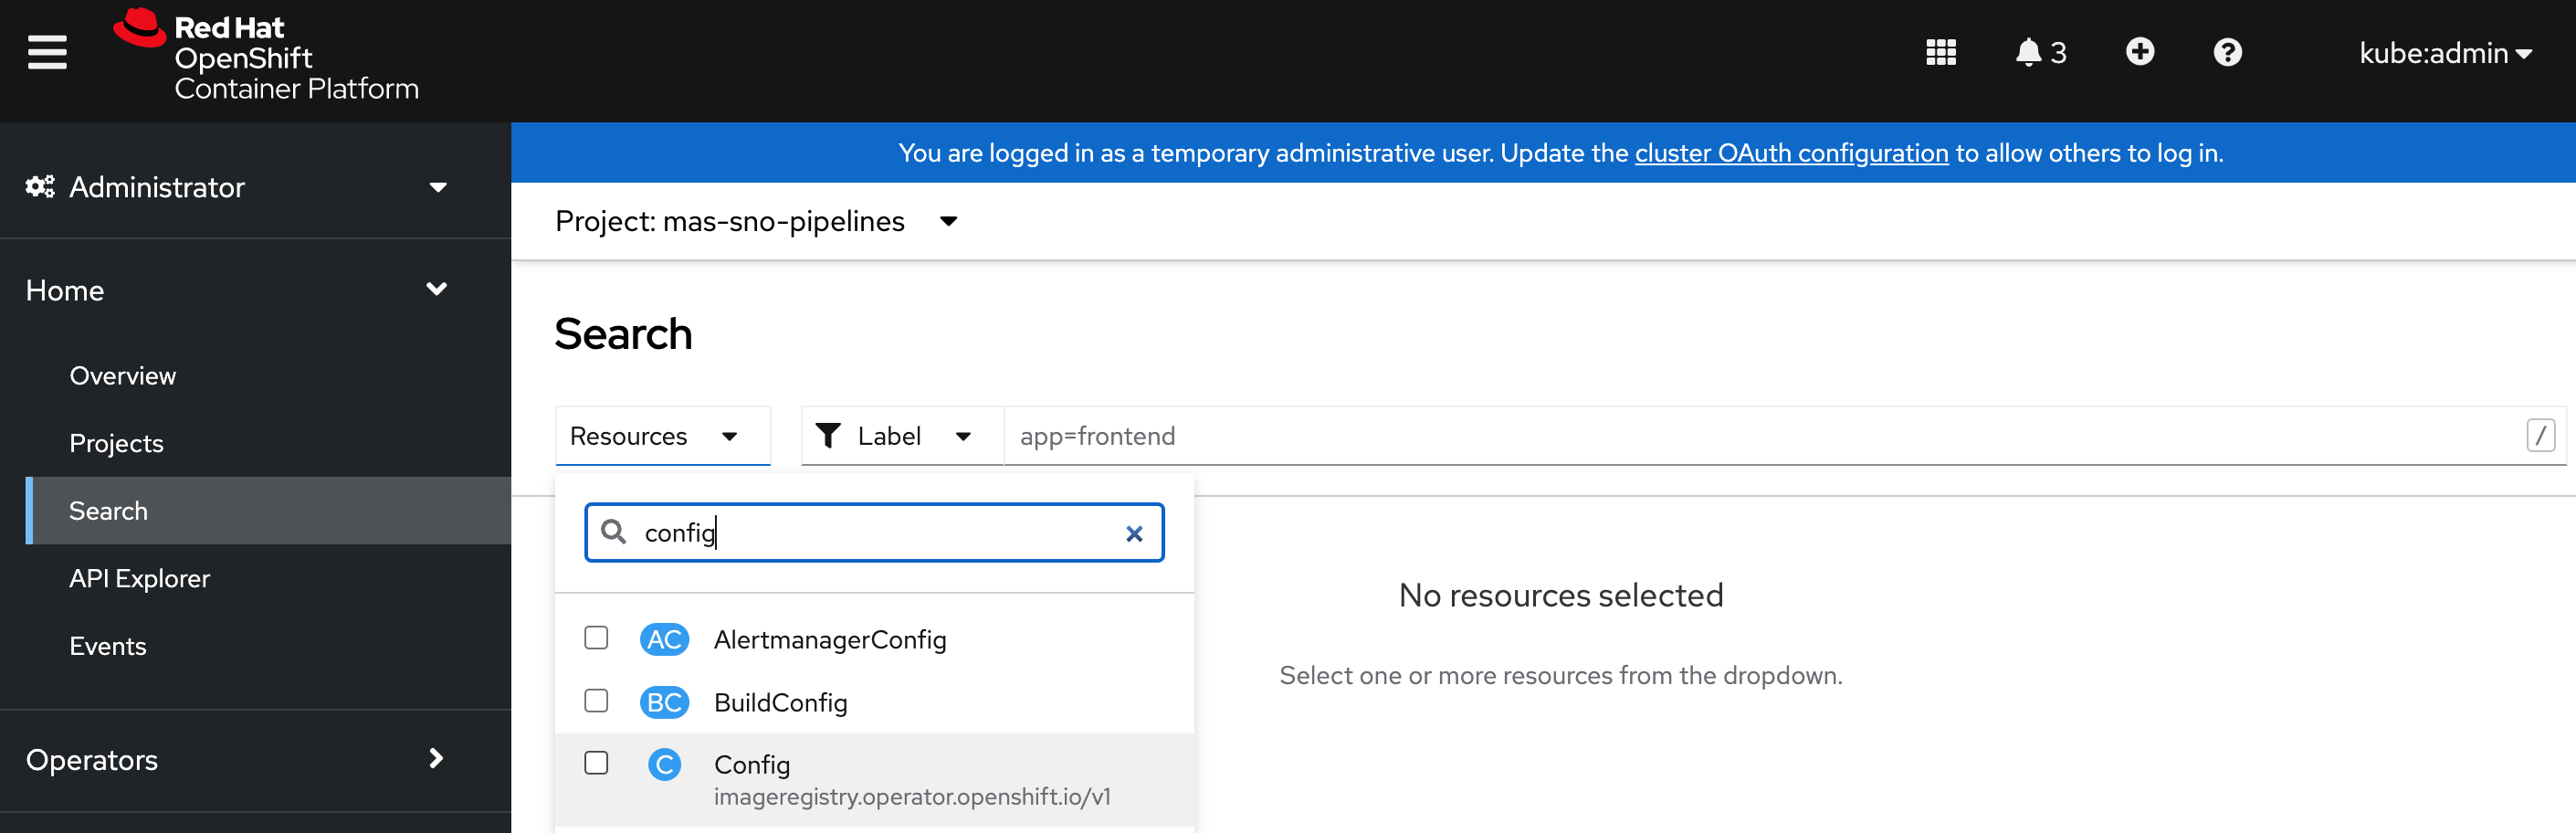 Red Hat
OpenShift
Container Platform
3
kube:admin
You are logged in as a temporary administrative user. Update the cluster OAuth configuration to allow others to log in.
Administrator
Project: mas-sno-pipelines
Home
Overview
Projects
Search
API Explorer
Events
Operators
Search
Resources
Label
app=frontend
/
config
AC AlertmanagerConfig
BC BuildConfig
C Config
imageregistry.operator.openshift.io/v1
No resources selected
Select one or more resources from the dropdown.